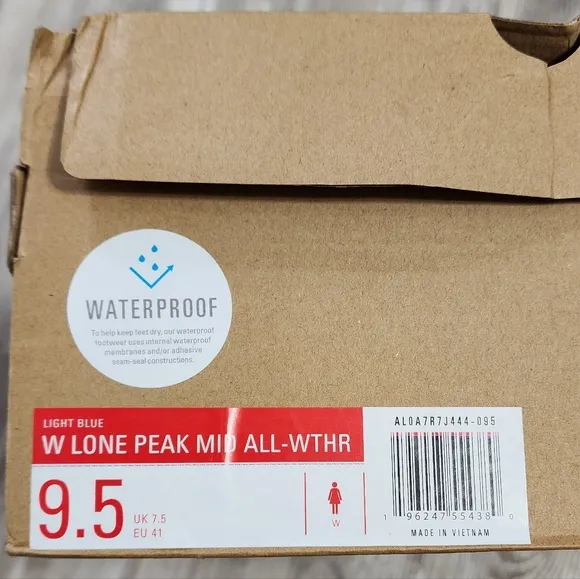 WATERPROOF
To help keep feet dry, our waterproof
footwear uses internal waterproof
membranes and/or adhesive
seam-seal constructions.
LIGHT BLUE
W LONE PEAK MID ALL-WTHR
9.5
UK 7.5
EU 41
W
AL0A7R7J444-095
1 96247 55438 0
MADE IN VIETNAM